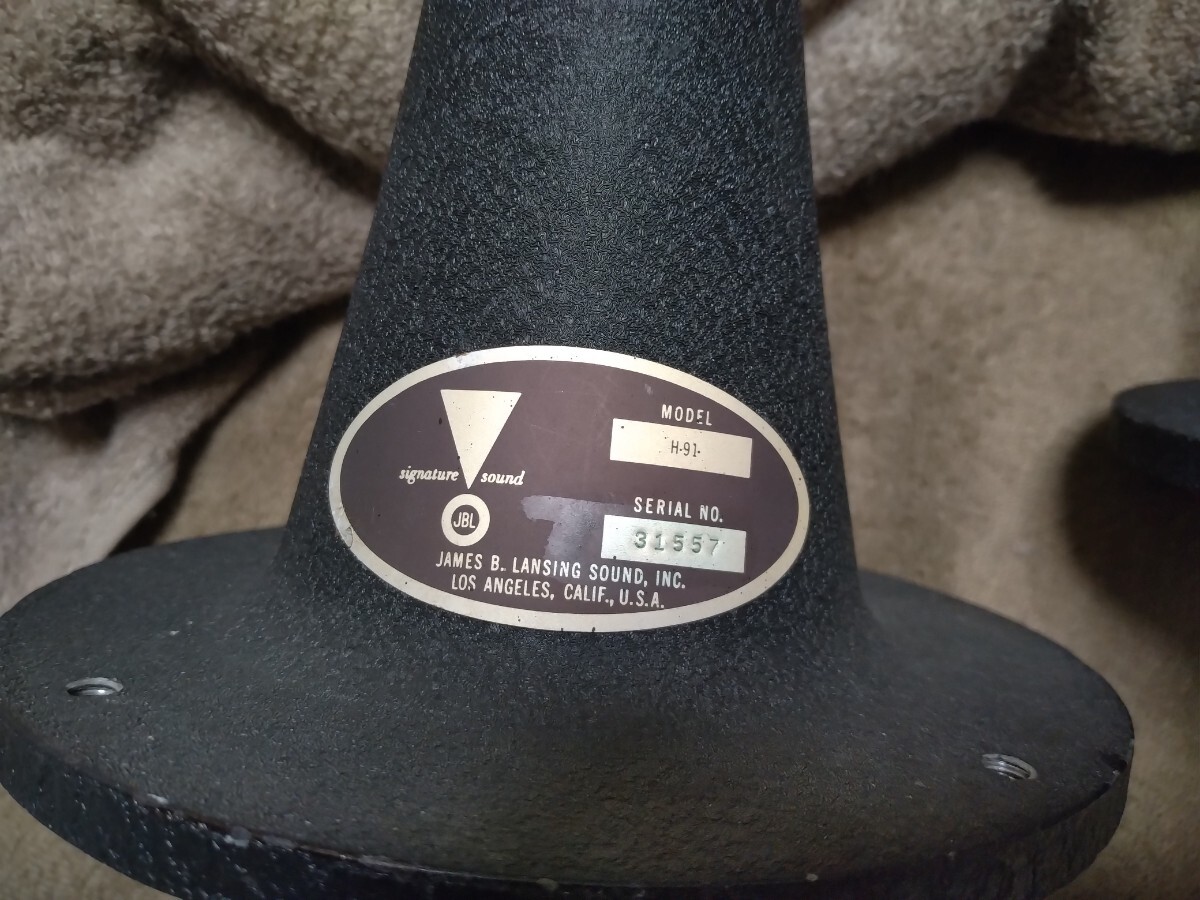 MODEL
H-91
signature sound
SERIAL NO.
JBL
31557
JAMES B. LANSING SOUND, INC.
LOS ANGELES, CALIF., U.S.A.